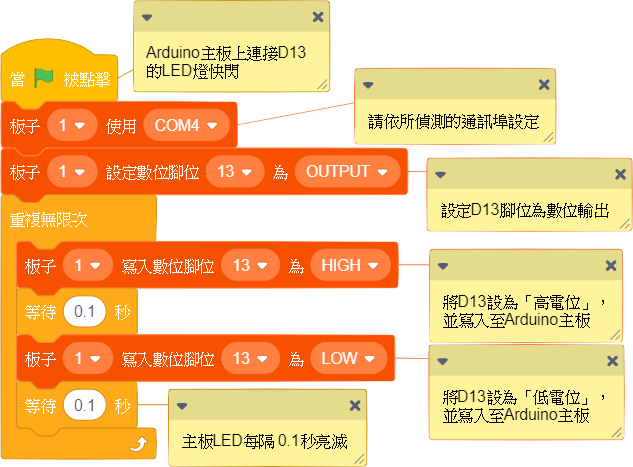 Arduino主板上連接D13
的LED燈快閃
當 被點擊
板子 1 使用 COM4
請依所偵測的通訊埠設定
板子 1 設定數位腳位 13 為 OUTPUT
設定D13腳位為數位輸出
重複無限次
板子 1 寫入數位腳位 13 為 HIGH
將D13設為「高電位」，
並寫入至Arduino主板
等待 0.1 秒
板子 1 寫入數位腳位 13 為 LOW
將D13設為「低電位」，
並寫入至Arduino主板
等待 0.1 秒
主板LED每隔 0.1秒亮滅